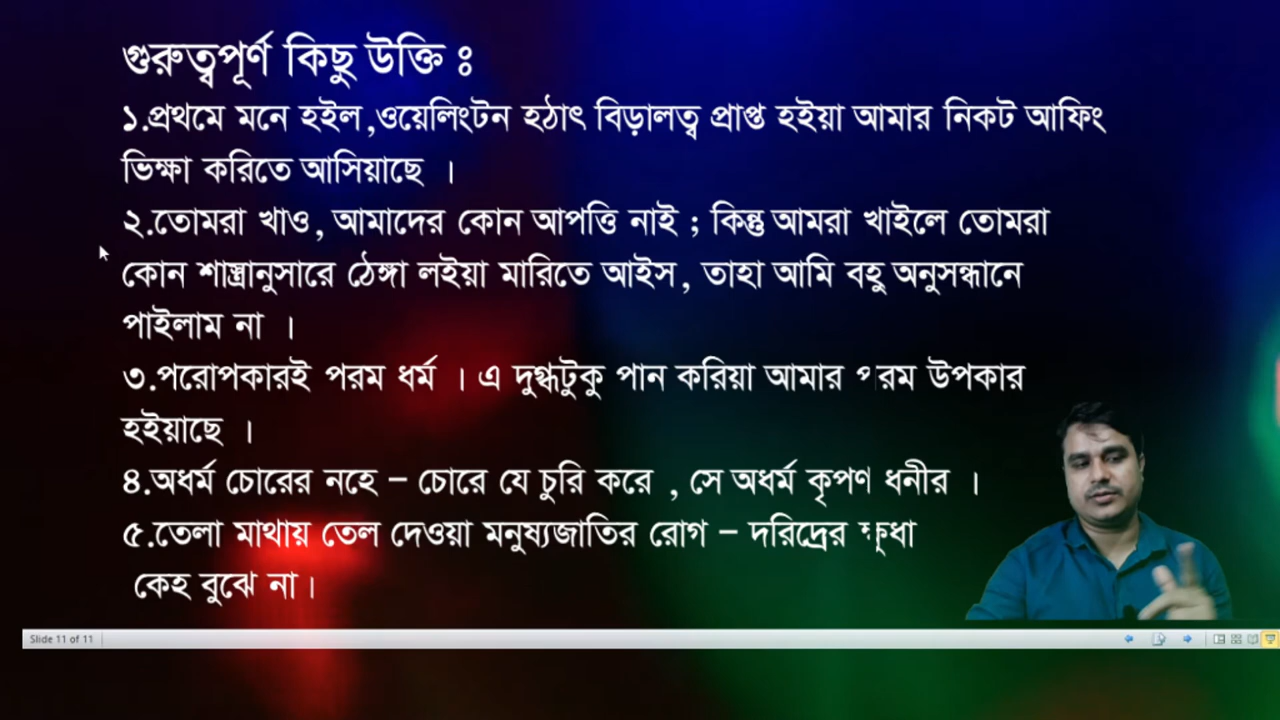 গুরুত্বপূর্ণ কিছু উক্তি ঃ
১.প্রথমে মনে হইল,ওয়েলিংটন হঠাৎ বিড়ালত্ব প্রাপ্ত হইয়া আমার নিকট আফিং
ভিক্ষা করিতে আসিয়াছে ।
২.তোমরা খাও, আমাদের কোন আপত্তি নাই ; কিন্তু আমরা খাইলে তোমরা
কোন শাস্ত্রানুসারে ঠেঙ্গা লইয়া মারিতে আইস, তাহা আমি বহু অনুসন্ধানে
পাইলাম না ।
৩.পরোপকারই পরম ধর্ম । এ দুগ্ধটুকু পান করিয়া আমার পরম উপকার
হইয়াছে ।
৪.অধর্ম চোরের নহে – চোরে যে চুরি করে , সে অধর্ম কৃপণ ধনীর ।
৫.তেলা মাথায় তেল দেওয়া মনুষ্যজাতির রোগ – দরিদ্রের ক্ষুধা
কেহ বুঝে না।
Slide 11 of 11